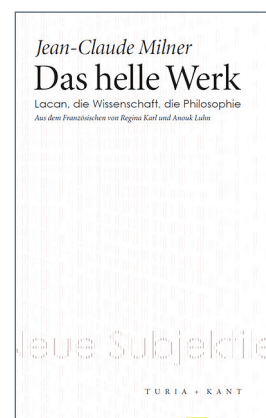 Jean-Claude Milner
Das helle Werk
Lacan, die Wissenschaft, die Philosophie
Aus dem Französischen von Regina Karl und Anouk Luhn
Neue Subjektile
TURIA + KANT